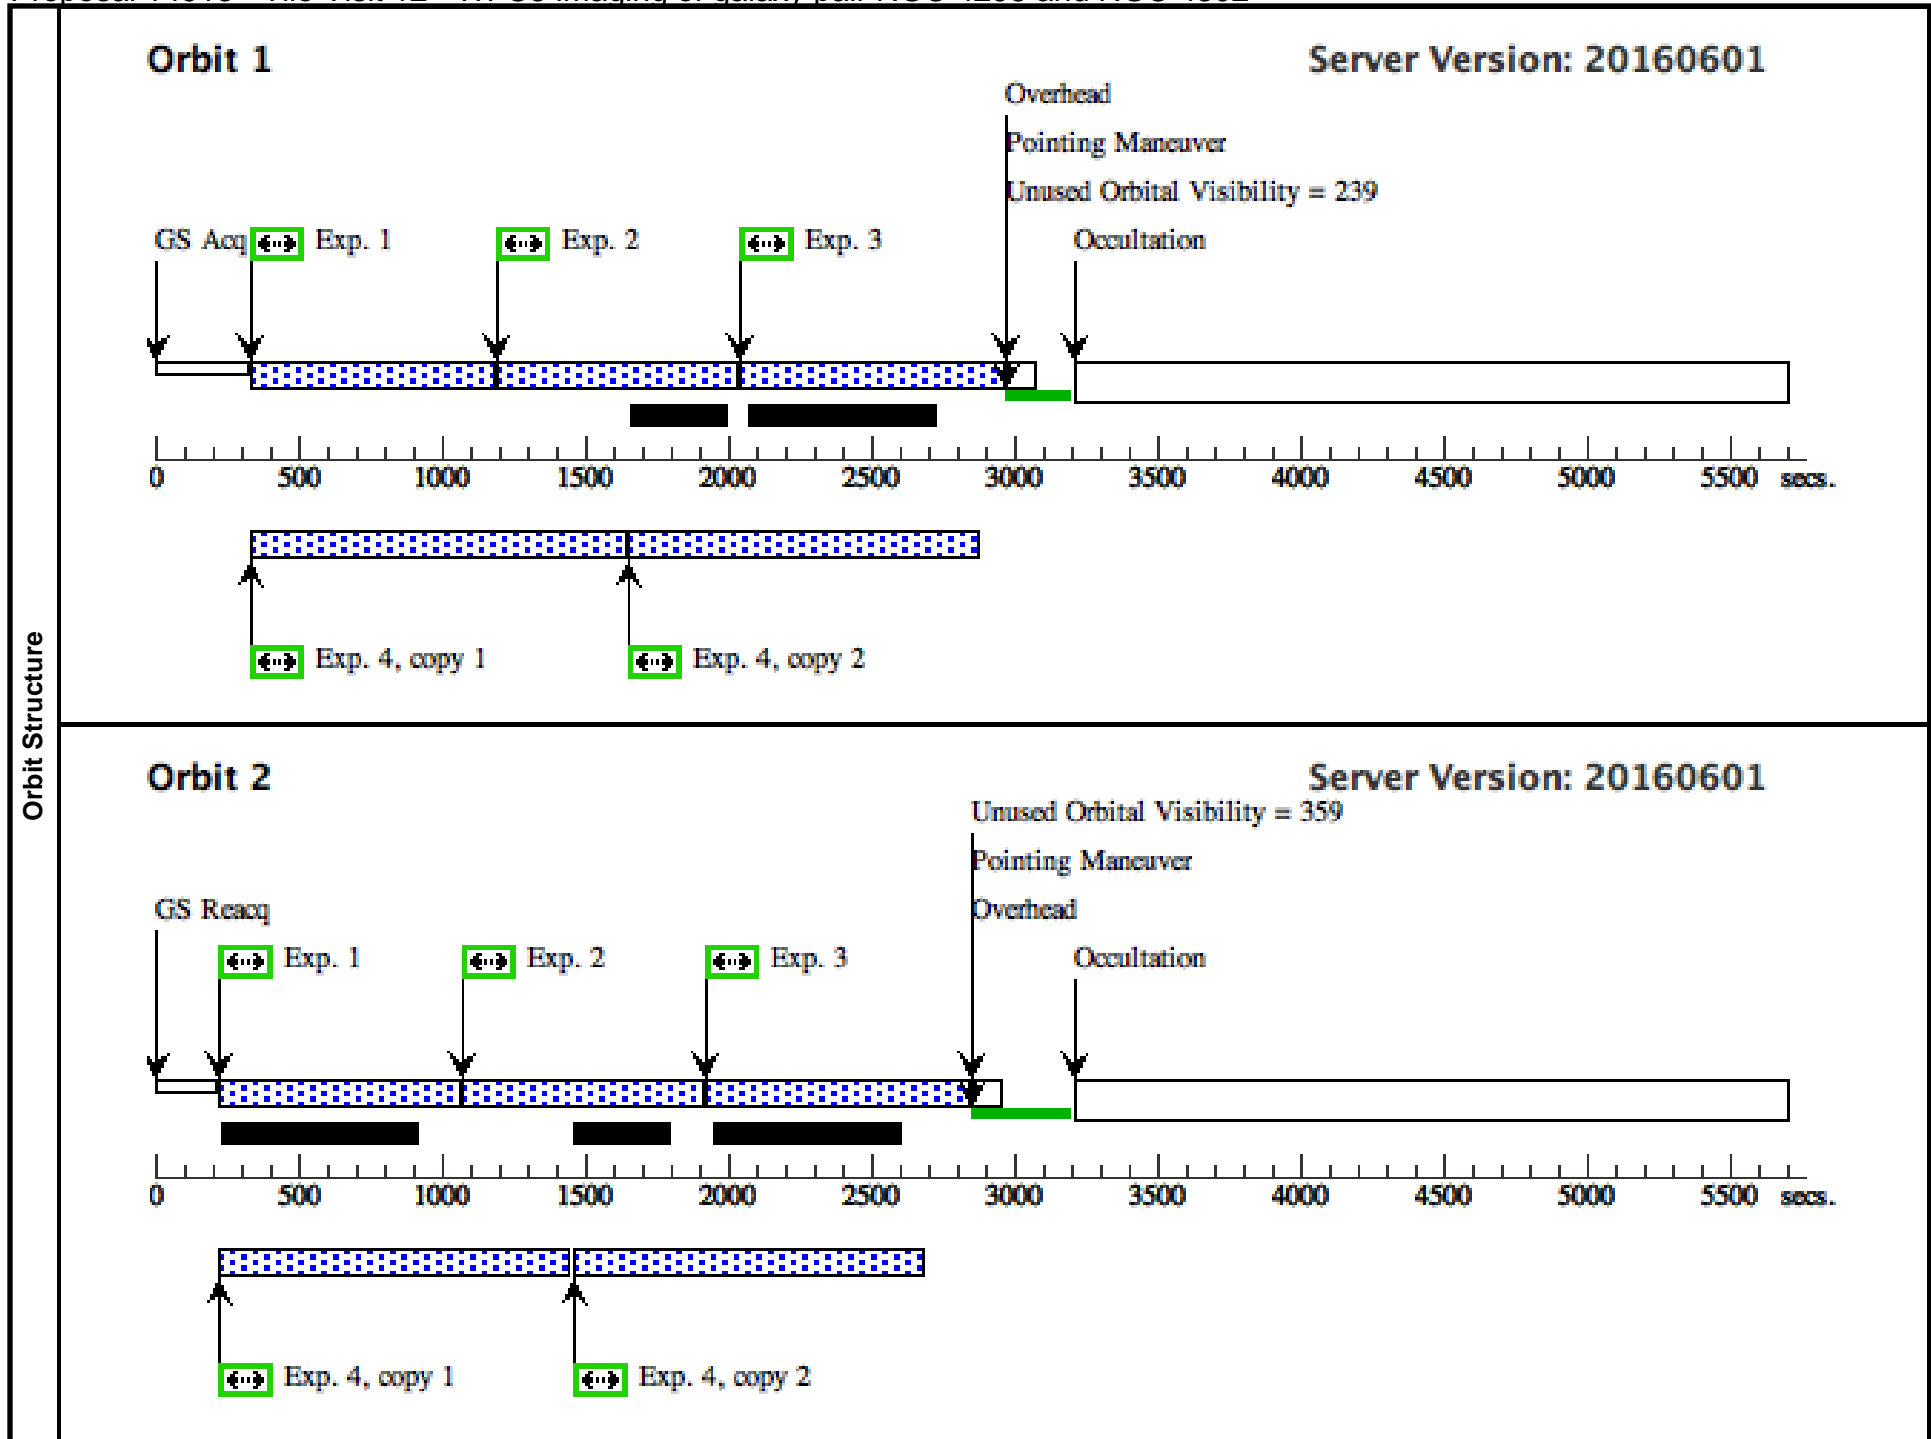 Orbit Structure
Orbit 1
Server Version: 20160601
Overhead
Pointing Maneuver
Unused Orbital Visibility = 239
GS Acq
Exp. 1
Exp. 2
Exp. 3
Occultation
0 500 1000 1500 2000 2500 3000 3500 4000 4500 5000 5500 secs.
Exp. 4, copy 1
Exp. 4, copy 2
Orbit 2
Server Version: 20160601
Unused Orbital Visibility = 359
Pointing Maneuver
Overhead
GS Reacq
Exp. 1
Exp. 2
Exp. 3
Occultation
0 500 1000 1500 2000 2500 3000 3500 4000 4500 5000 5500 secs.
Exp. 4, copy 1
Exp. 4, copy 2